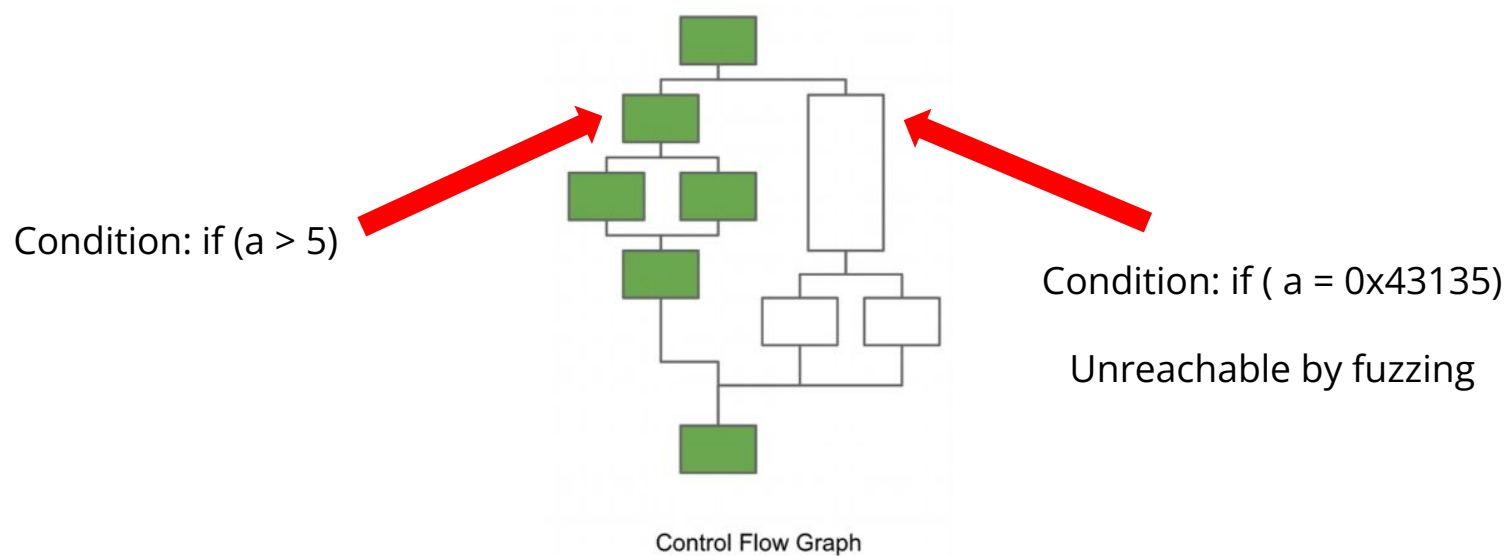 Condition: if (a > 5)
Condition: if ( a = 0x43135)
Unreachable by fuzzing
Control Flow Graph